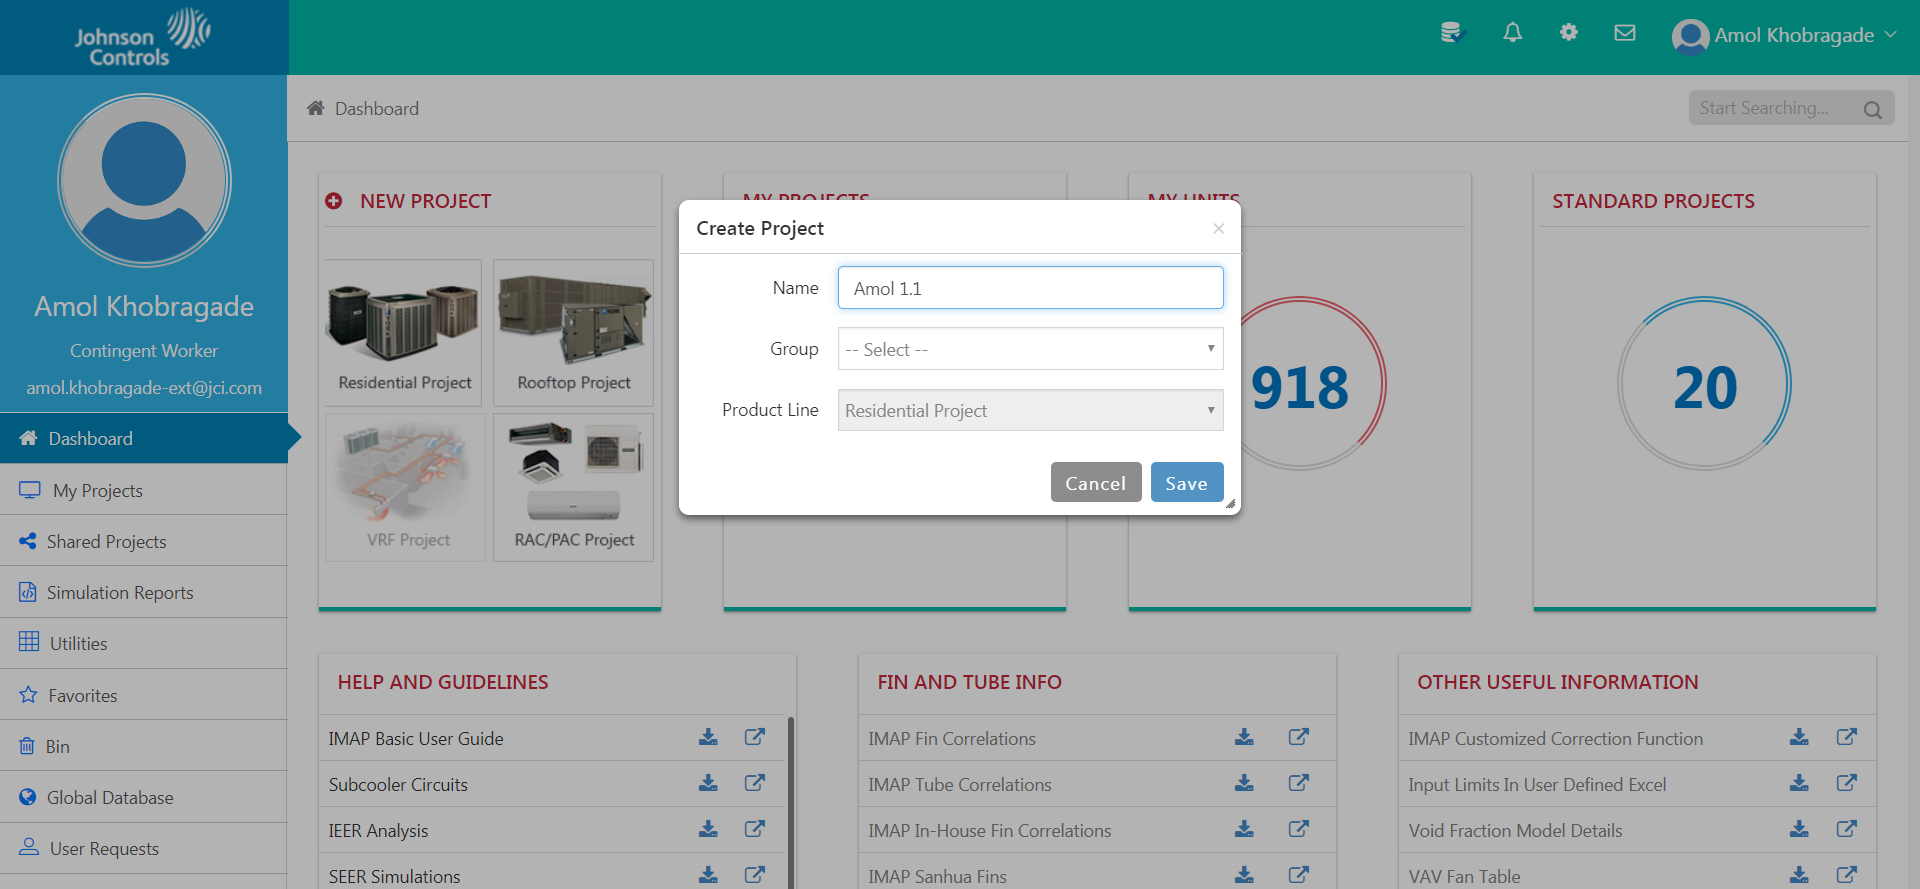 Johnson
Controls
Amol Khobragade
Dashboard
Start Searching...
Amol Khobragade
Contingent Worker
amol.khobragade-ext@jci.com
Dashboard
My Projects
Shared Projects
Simulation Reports
Utilities
Favorites
Bin
Global Database
User Requests
NEW PROJECT
Residential Project
Rooftop Project
VRF Project
RAC/PAC Project
MY PROJECTS
MY UNITS
918
STANDARD PROJECTS
20
Create Project
×
Name
Amol 1.1
Group
-- Select --
Product Line
Residential Project
Cancel
Save
HELP AND GUIDELINES
IMAP Basic User Guide
Subcooler Circuits
IEER Analysis
SEER Simulations
FIN AND TUBE INFO
IMAP Fin Correlations
IMAP Tube Correlations
IMAP In-House Fin Correlations
IMAP Sanhua Fins
OTHER USEFUL INFORMATION
IMAP Customized Correction Function
Input Limits In User Defined Excel
Void Fraction Model Details
VAV Fan Table